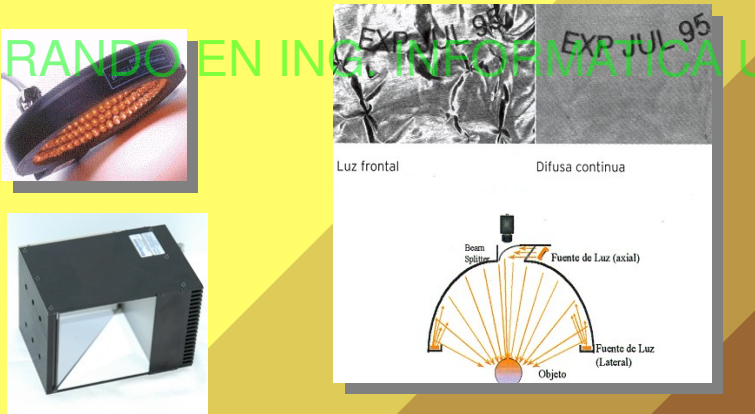 RANDO EN ING. INFORMATICA U
EXP JUL 95
EXP JUL 95
Luz frontal
Difusa continua
Beam
Splitter
Fuente de Luz (axial)
Fuente de Luz
(Lateral)
Objeto